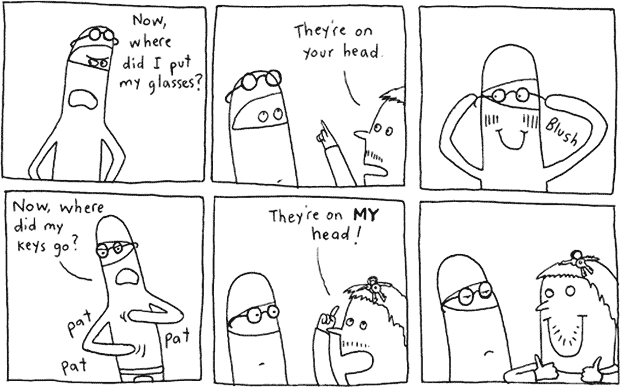 Now,
where
did I put
my glasses?
They're on
your head.
Blush
Now, where
did my
keys go?
pat
pat
pat
They're on MY
head!